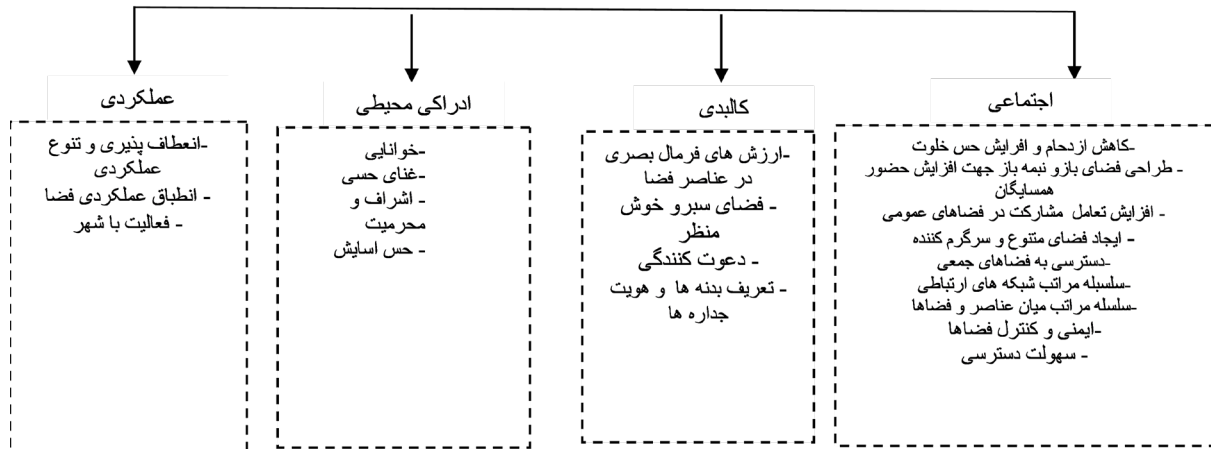 اجتماعی
-کاهش ازدحام و افرایش حس خلوت
- طراحی فضای بازو نیمه باز جهت افزایش حضور
همسایگان
- افزایش تعامل مشارکت در فضاهای عمومی
- ایجاد فضای متنوع و سرگرم کننده
-دسترسی به فضاهای جمعی
-سلسبله مراتب شبکه های ارتباطی
-سلسله مراتب میان عناصر و فضاها
-ایمنی و کنترل فضاها
- سهولت دسترسی
کالبدی
-ارزش های فرمال بصری
در عناصر فضا
- فضای سبرو خوش
منظر
- دعوت کنندگی
- تعریف بدنه ها و هویت
جداره ها
ادراکی محیطی
-خوانایی
-غنای حسی
- اشراف و
محرمیت
- حس اسایش
عملکردی
-انعطاف پذیری و تنوع
عملکردی
- انطباق عملکردی فضا
- فعالیت با شهر